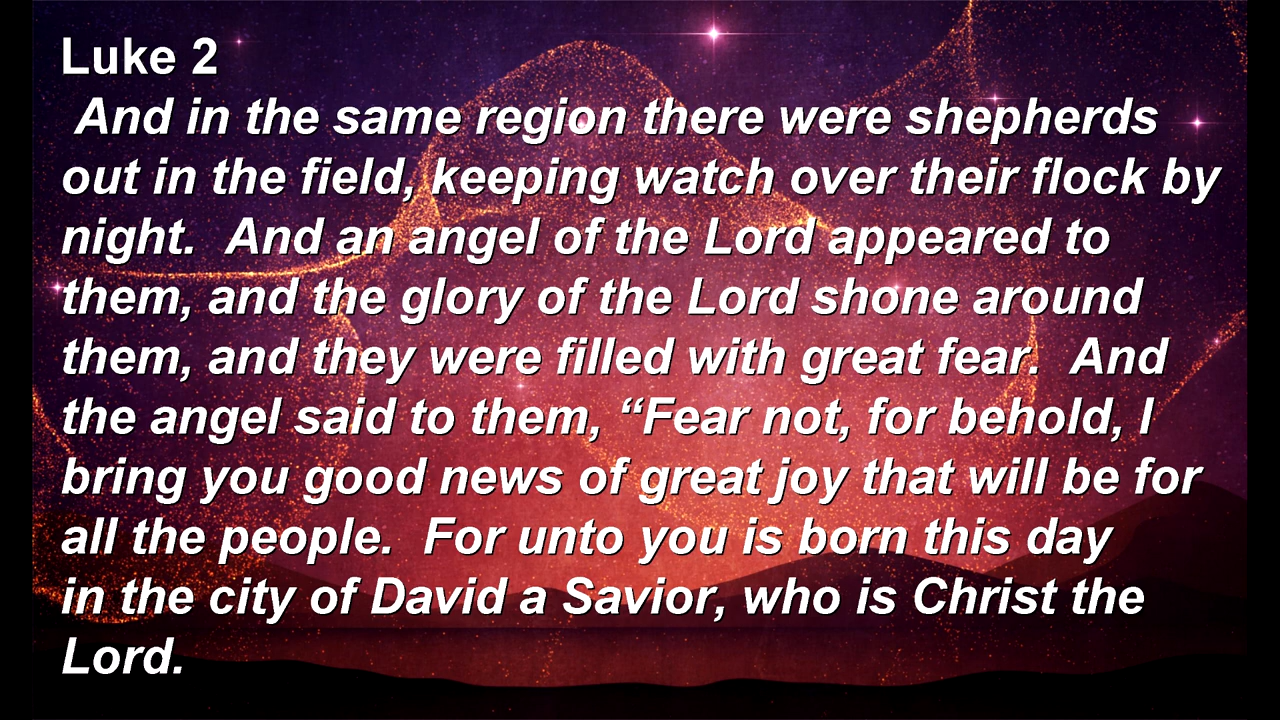 Luke 2
And in the same region there were shepherds
out in the field, keeping watch over their flock by
night.  And an angel of the Lord appeared to
them, and the glory of the Lord shone around
them, and they were filled with great fear.  And
the angel said to them, “Fear not, for behold, I
bring you good news of great joy that will be for
all the people.  For unto you is born this day
in the city of David a Savior, who is Christ the
Lord.